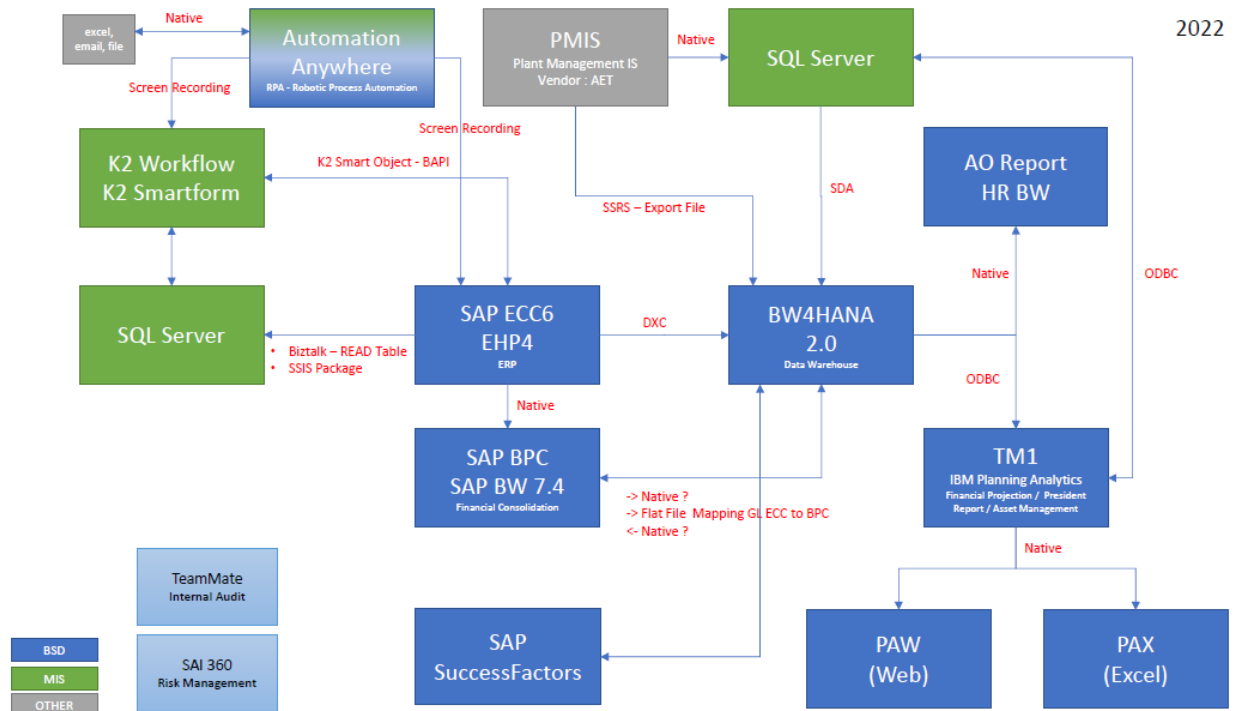 2022
excel,
email, file
Native
Automation
Anywhere
RPA - Robotic Process Automation
PMIS
Plant Management IS
Vendor : AET
Native
SQL Server
Screen Recording
Screen Recording
K2 Workflow
K2 Smartform
K2 Smart Object - BAPI
SSRS – Export File
SDA
AO Report
HR BW
Native
ODBC
SQL Server
• Biztalk – READ Table
• SSIS Package
SAP ECC6
EHP4
ERP
DXC
BW4HANA
2.0
Data Warehouse
ODBC
Native
SAP BPC
SAP BW 7.4
Financial Consolidation
-> Native ?
-> Flat File Mapping GL ECC to BPC
<- Native ?
TM1
IBM Planning Analytics
Financial Projection / President
Report / Asset Management
Native
TeamMate
Internal Audit
SAI 360
Risk Management
SAP
SuccessFactors
PAW
(Web)
PAX
(Excel)
BSD
MIS
OTHER